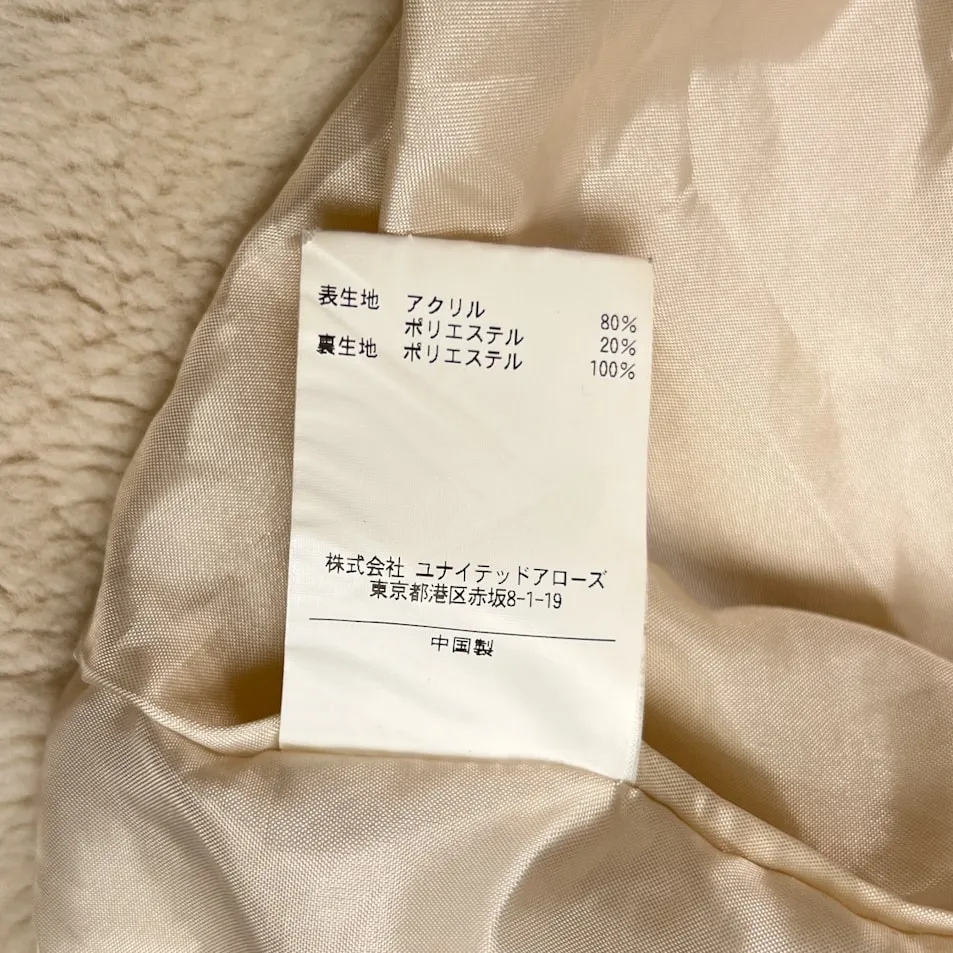 表生地 アクリル 80%
ポリエステル 20%
裏生地 ポリエステル 100%
株式会社 ユナイテッドアローズ
東京都港区赤坂8-1-19
中国製